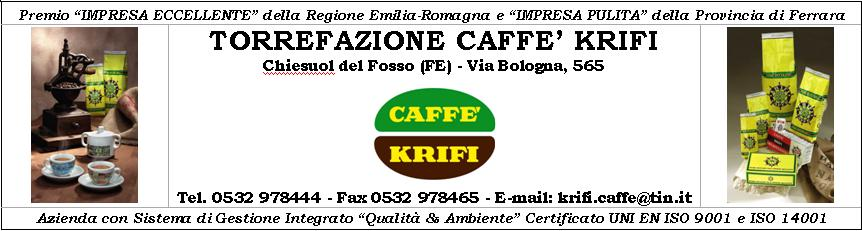 Premio “IMPRESA ECCELLENTE” della Regione Emilia-Romagna e “IMPRESA PULITA” della Provincia di Ferrara
TORREFAZIONE CAFFE’ KRIFI
Chiesuol del Fosso (FE) - Via Bologna, 565
CAFFE'
KRIFI
Tel. 0532 978444 - Fax 0532 978465 - E-mail: krifi.caffe@tin.it
Azienda con Sistema di Gestione Integrato “Qualità & Ambiente” Certificato UNI EN ISO 9001 e ISO 14001